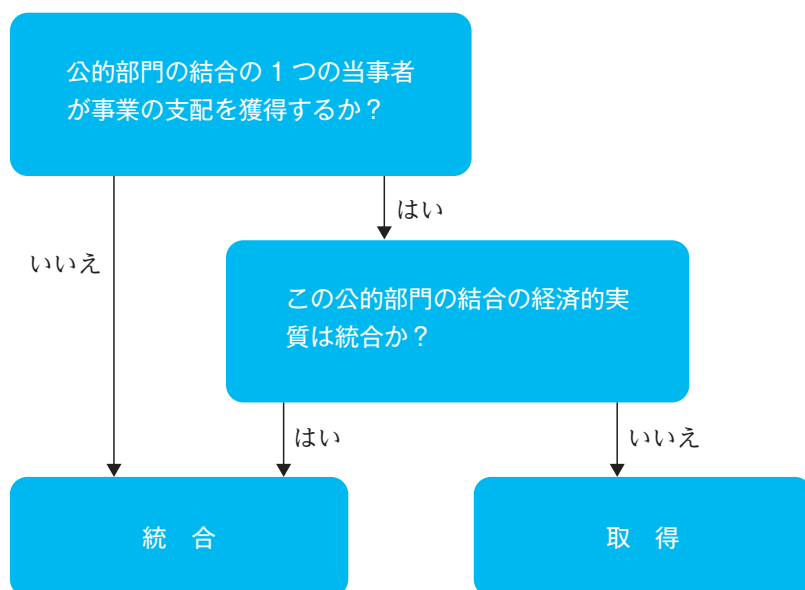 公的部門の結合の1つの当事者
が事業の支配を獲得するか？
はい
いいえ
この公的部門の結合の経済的実
質は統合か？
はい
いいえ
統　合
取　得